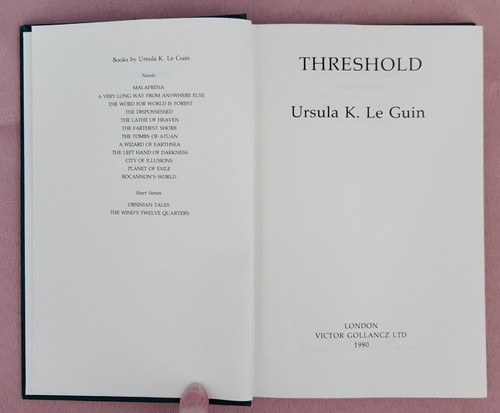 Books by Ursula K. Le Guin
Novels
MALAFRENA
A VERY LONG WAY FROM ANYWHERE ELSE
THE WORD FOR WORLD IS FOREST
THE DISPOSSESSED
THE LATHE OF HEAVEN
THE FARTHEST SHORE
THE TOMBS OF ATUAN
A WIZARD OF EARTHSEA
THE LEFT HAND OF DARKNESS
CITY OF ILLUSIONS
PLANET OF EXILE
ROCANNON'S WORLD
Short Stories
ORSINIAN TALES
THE WIND'S TWELVE QUARTERS
THRESHOLD
Ursula K. Le Guin
LONDON
VICTOR GOLLANCZ LTD
1980